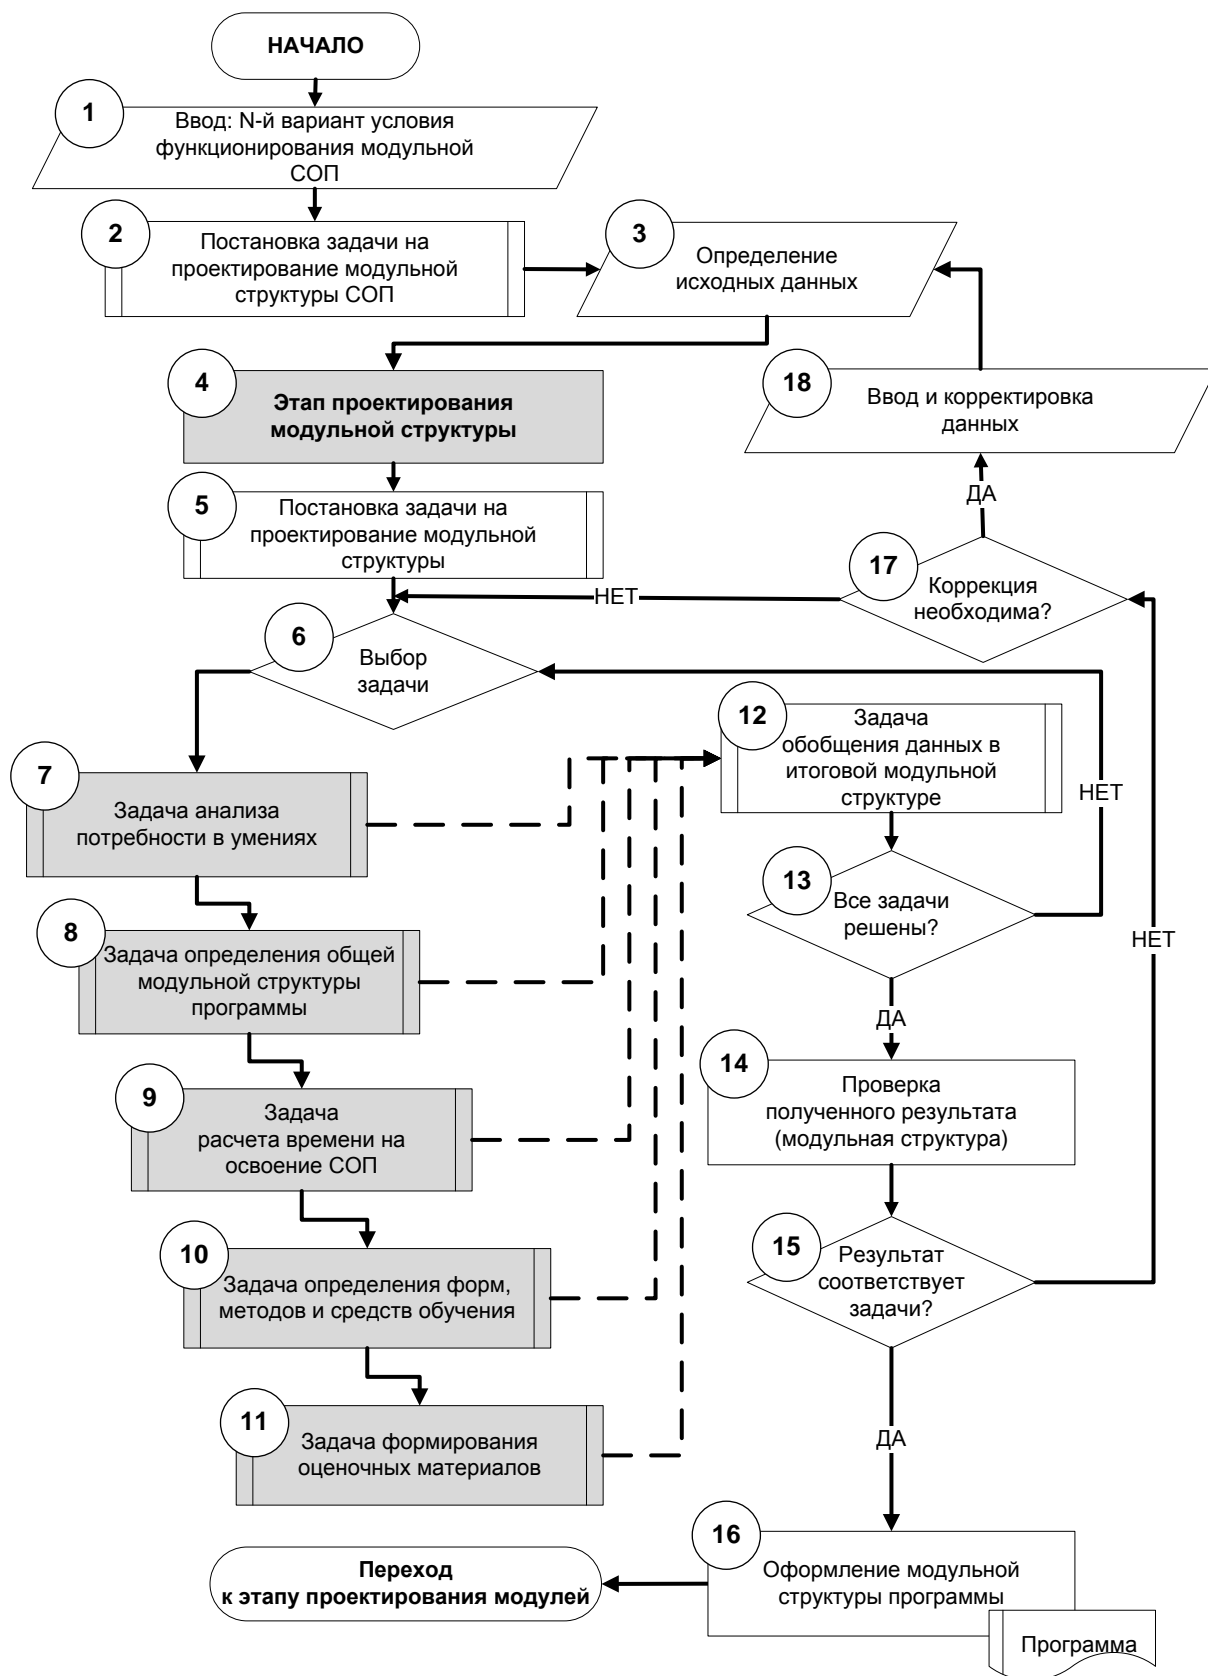 НАЧАЛО
1
Ввод: N-й вариант условия
функционирования модульной
СОП
2
Постановка задачи на
проектирование модульной
структуры СОП
3
Определение
исходных данных
4
Этап проектирования
модульной структуры
18
Ввод и корректировка
данных
5
Постановка задачи на
проектирование модульной
структуры
ДА
17
Коррекция
необходима?
НЕТ
6
Выбор
задачи
12
Задача
обобщения данных в
итоговой модульной
структуре
НЕТ
7
Задача анализа
потребности в умениях
13
Все задачи
решены?
НЕТ
8
Задача определения общей
модульной структуры
программы
ДА
14
Проверка
полученного результата
(модульная структура)
9
Задача
расчета времени на
освоение СОП
15
Результат
соответствует
задачи?
10
Задача определения форм,
методов и средств обучения
11
Задача формирования
оценочных материалов
ДА
16
Оформление модульной
структуры программы
Переход
к этапу проектирования модулей
Программа